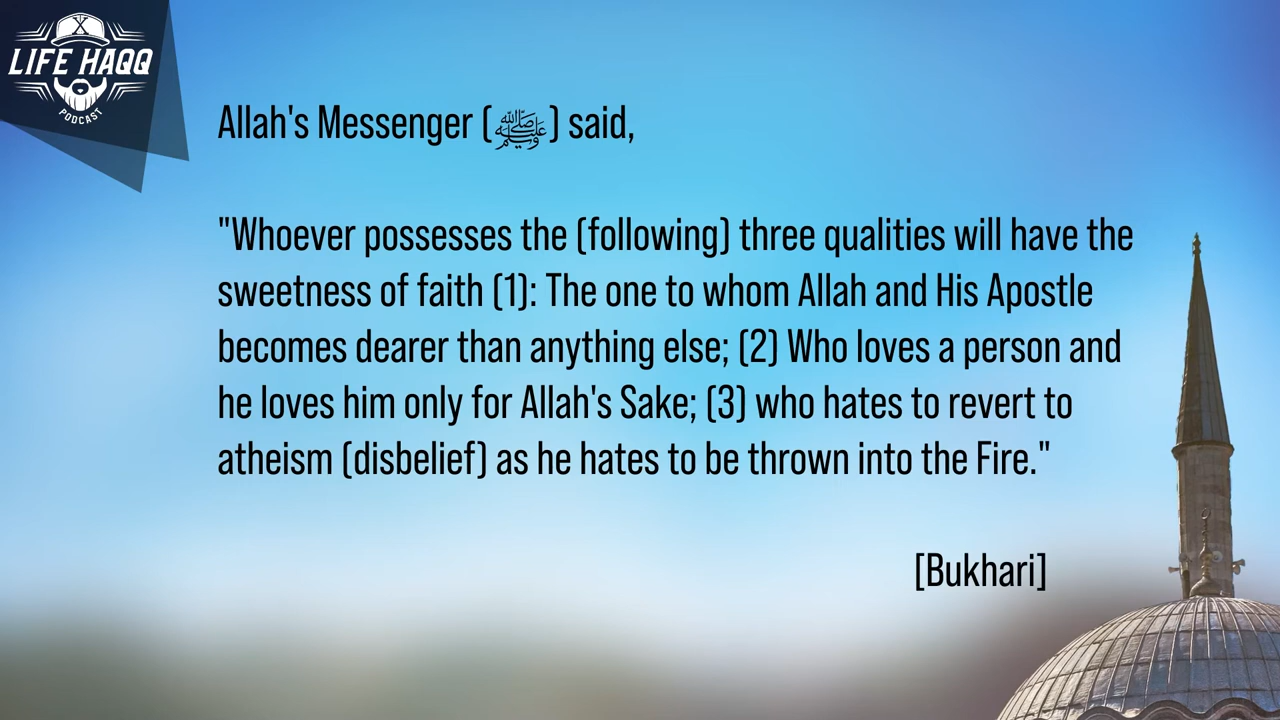 LIFE HAQQ
PODCAST
Allah's Messenger (ﷺ) said,
"Whoever possesses the (following) three qualities will have the
sweetness of faith (1): The one to whom Allah and His Apostle
becomes dearer than anything else; (2) Who loves a person and
he loves him only for Allah's Sake; (3) who hates to revert to
atheism (disbelief) as he hates to be thrown into the Fire."
[Bukhari]